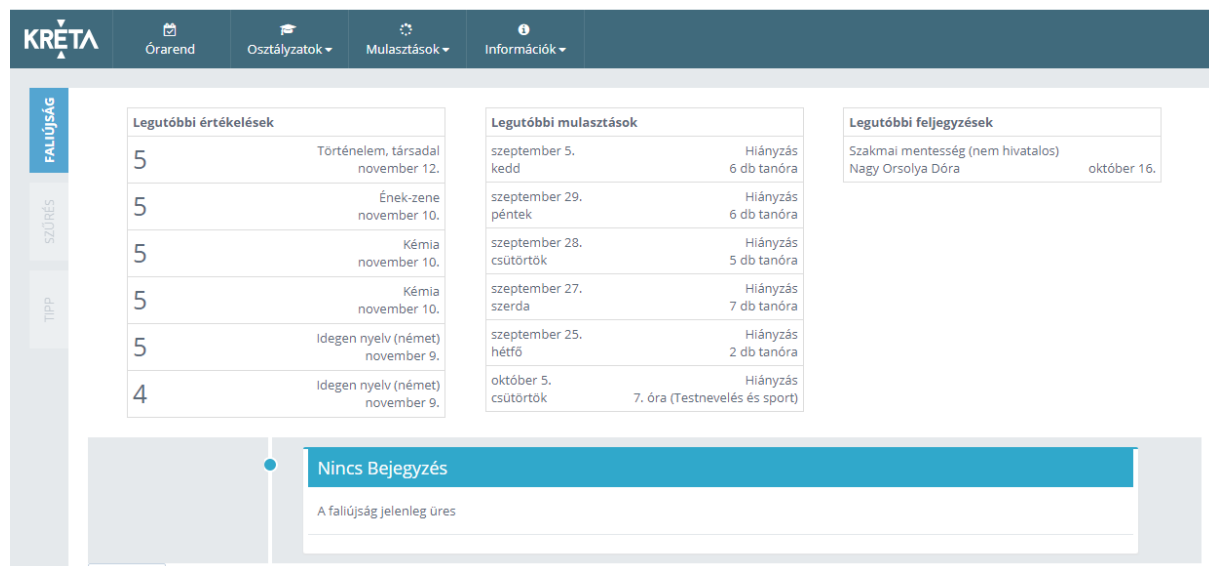 KRÉTA
Órarend
Osztályzatok
Mulasztások
Információk
FALIÚJSÁG
SZŰRÉS
TIPP
Legutóbbi értékelések
5 Történelem, társadal
november 12.
5 Ének-zene
november 10.
5 Kémia
november 10.
5 Kémia
november 10.
5 Idegen nyelv (német)
november 9.
4 Idegen nyelv (német)
november 9.
Legutóbbi mulasztások
szeptember 5. Hiányzás
kedd 6 db tanóra
szeptember 29. Hiányzás
péntek 6 db tanóra
szeptember 28. Hiányzás
csütörtök 5 db tanóra
szeptember 27. Hiányzás
szerda 7 db tanóra
szeptember 25. Hiányzás
hétfő 2 db tanóra
október 5. Hiányzás
csütörtök 7. óra (Testnevelés és sport)
Legutóbbi feljegyzések
Szakmai mentesség (nem hivatalos)
Nagy Orsolya Dóra október 16.
Nincs Bejegyzés
A faliújság jelenleg üres